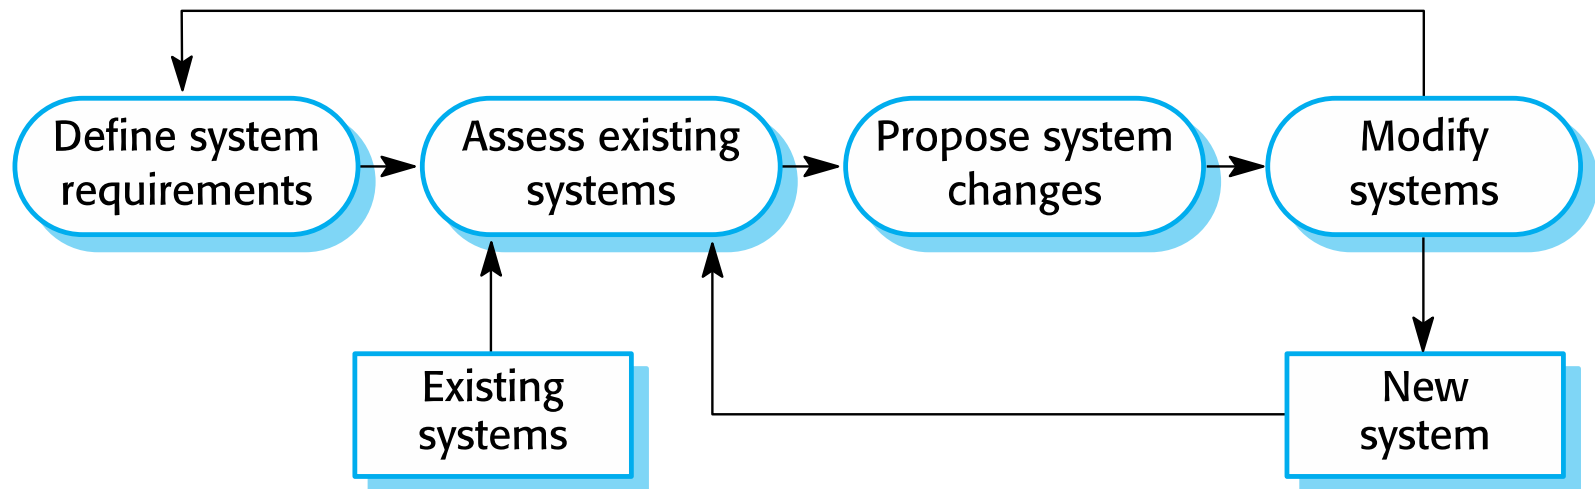 Define system
requirements
Assess existing
systems
Propose system
changes
Modify
systems
Existing
systems
New
system